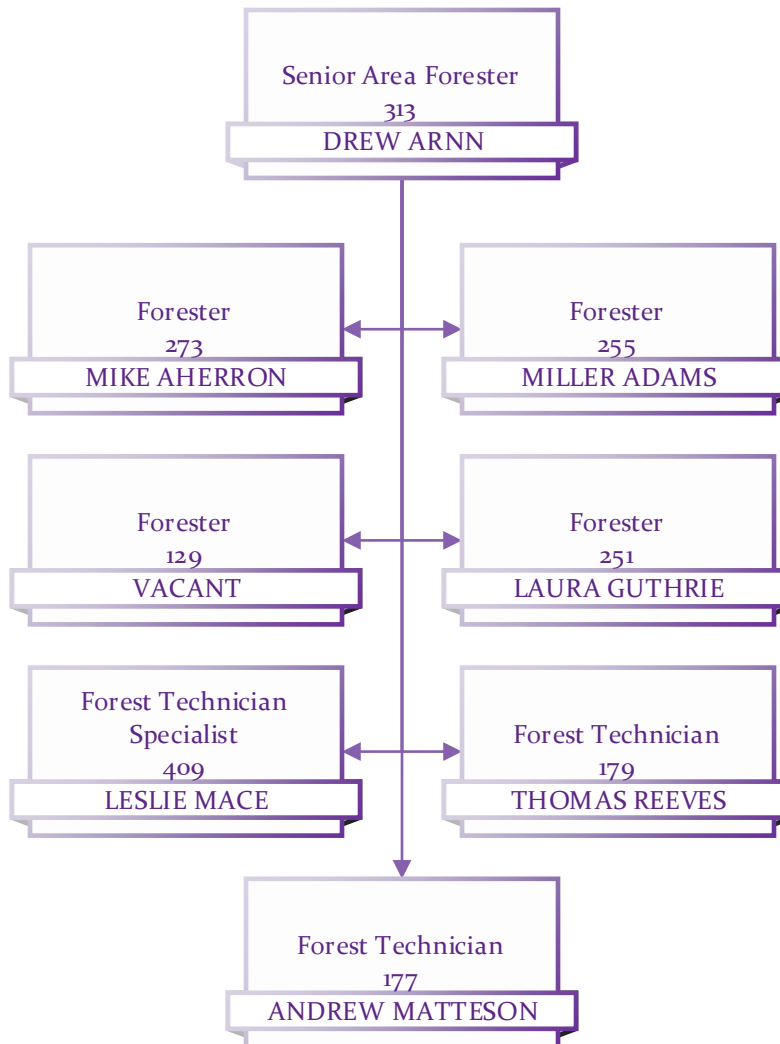 Senior Area Forester
313
DREW ARNN
Forester
273
MIKE AHERRON
Forester
255
MILLER ADAMS
Forester
129
VACANT
Forester
251
LAURA GUTHRIE
Forest Technician
Specialist
409
LESLIE MACE
Forest Technician
179
THOMAS REEVES
Forest Technician
177
ANDREW MATTESON